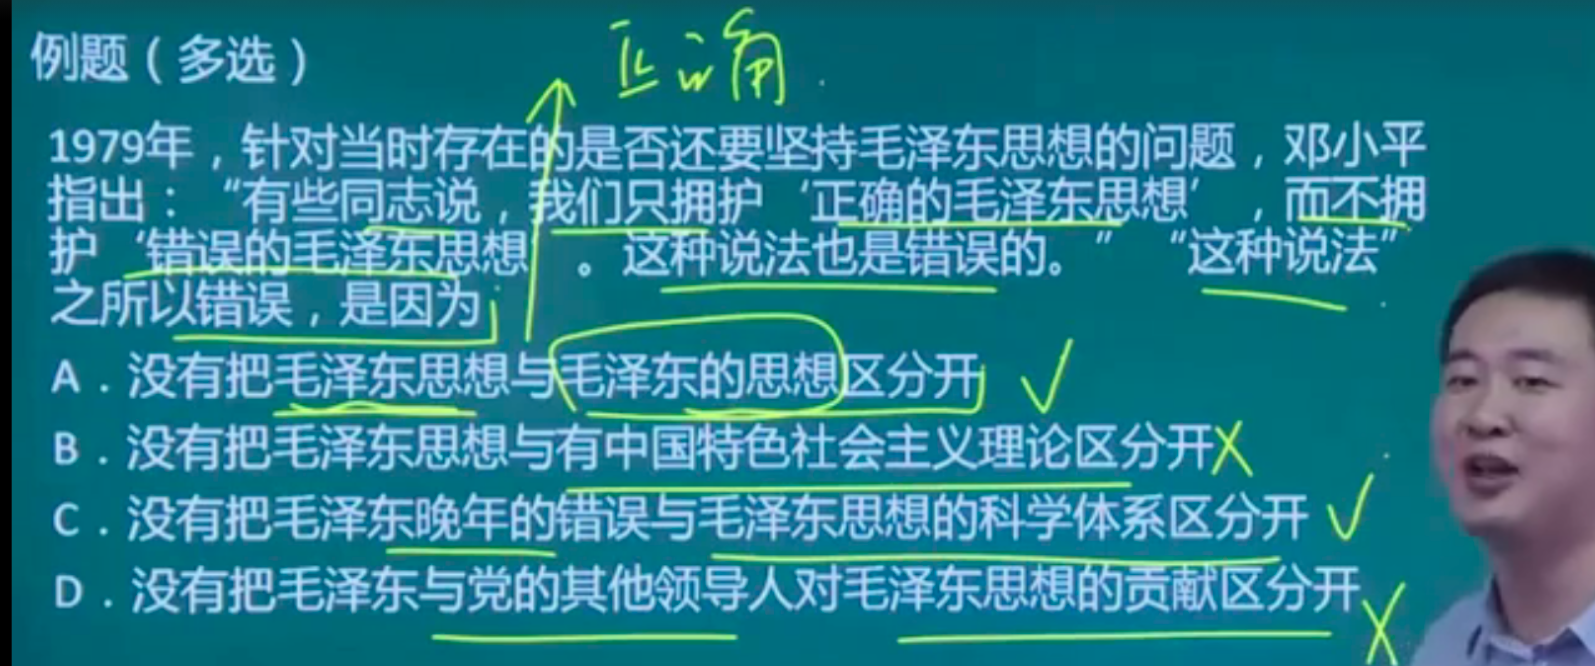 例题（多选）
正确
1979年，针对当时存在的是否还要坚持毛泽东思想的问题，邓小平
指出：“有些同志说，我们只拥护‘正确的毛泽东思想’，而不拥
护‘错误的毛泽东思想’。这种说法也是错误的。”“这种说法”
之所以错误，是因为
A．没有把毛泽东思想与毛泽东的思想区分开
B．没有把毛泽东思想与有中国特色社会主义理论区分开
C．没有把毛泽东晚年的错误与毛泽东思想的科学体系区分开
D．没有把毛泽东与党的其他领导人对毛泽东思想的贡献区分开